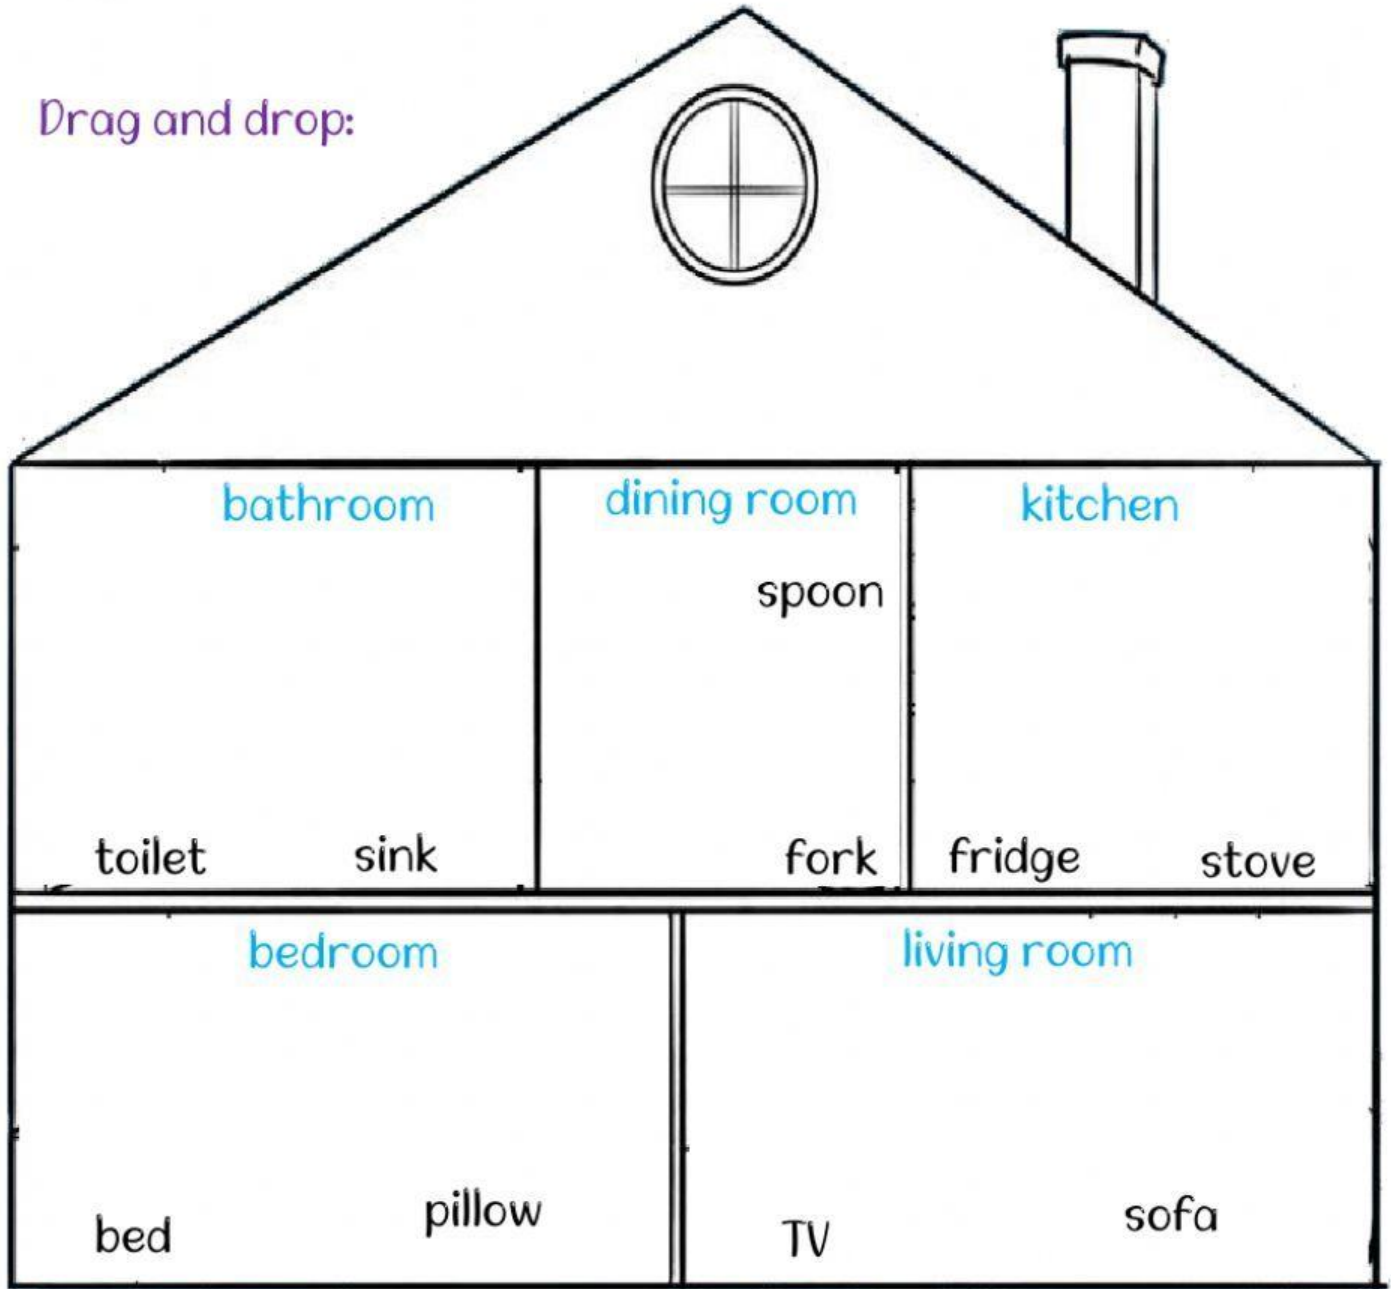 Drag and drop:
bathroom
dining room
kitchen
spoon
toilet
sink
fork
fridge
stove
bedroom
living room
bed
pillow
TV
sofa